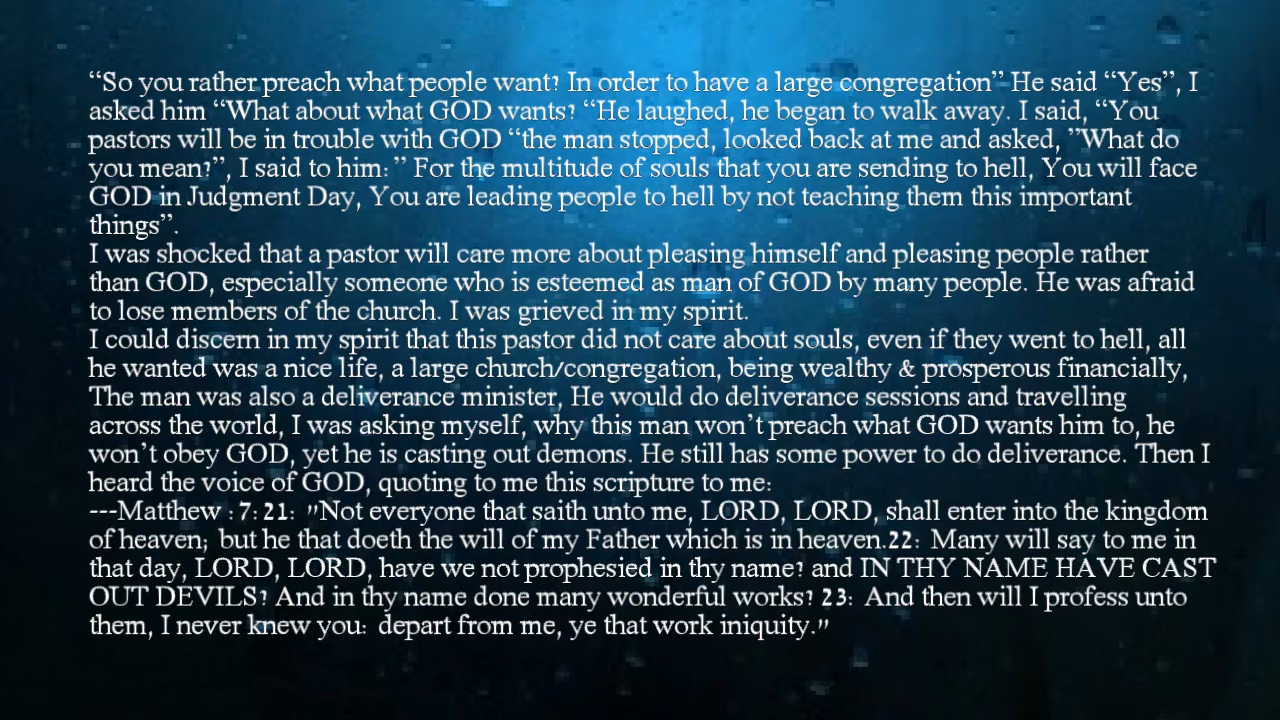 “So you rather preach what people want? In order to have a large congregation” He said “Yes”, I
asked him “What about what GOD wants? “He laughed, he began to walk away. I said, “You
pastors will be in trouble with GOD “the man stopped, looked back at me and asked, ”What do
you mean?”, I said to him:” For the multitude of souls that you are sending to hell, You will face
GOD in Judgment Day, You are leading people to hell by not teaching them this important
things”.
I was shocked that a pastor will care more about pleasing himself and pleasing people rather
than GOD, especially someone who is esteemed as man of GOD by many people. He was afraid
to lose members of the church. I was grieved in my spirit.
I could discern in my spirit that this pastor did not care about souls, even if they went to hell, all
he wanted was a nice life, a large church/congregation, being wealthy & prosperous financially,
The man was also a deliverance minister, He would do deliverance sessions and travelling
across the world, I was asking myself, why this man won’t preach what GOD wants him to, he
won’t obey GOD, yet he is casting out demons. He still has some power to do deliverance. Then I
heard the voice of GOD, quoting to me this scripture to me:
---Matthew :7:21: ”Not everyone that saith unto me, LORD, LORD, shall enter into the kingdom
of heaven; but he that doeth the will of my Father which is in heaven.22: Many will say to me in
that day, LORD, LORD, have we not prophesied in thy name? and IN THY NAME HAVE CAST
OUT DEVILS? And in thy name done many wonderful works? 23: And then will I profess unto
them, I never knew you: depart from me, ye that work iniquity.”